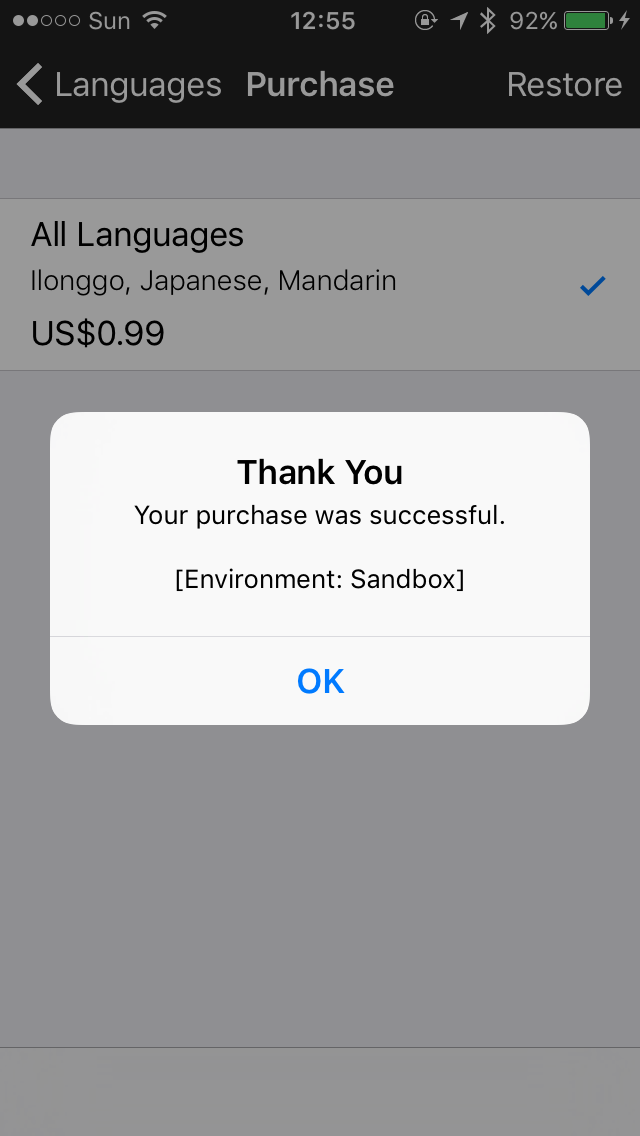 Sun 12:55 92%
Languages Purchase Restore
All Languages
Ilonggo, Japanese, Mandarin
US$0.99
Thank You
Your purchase was successful.
[Environment: Sandbox]
OK